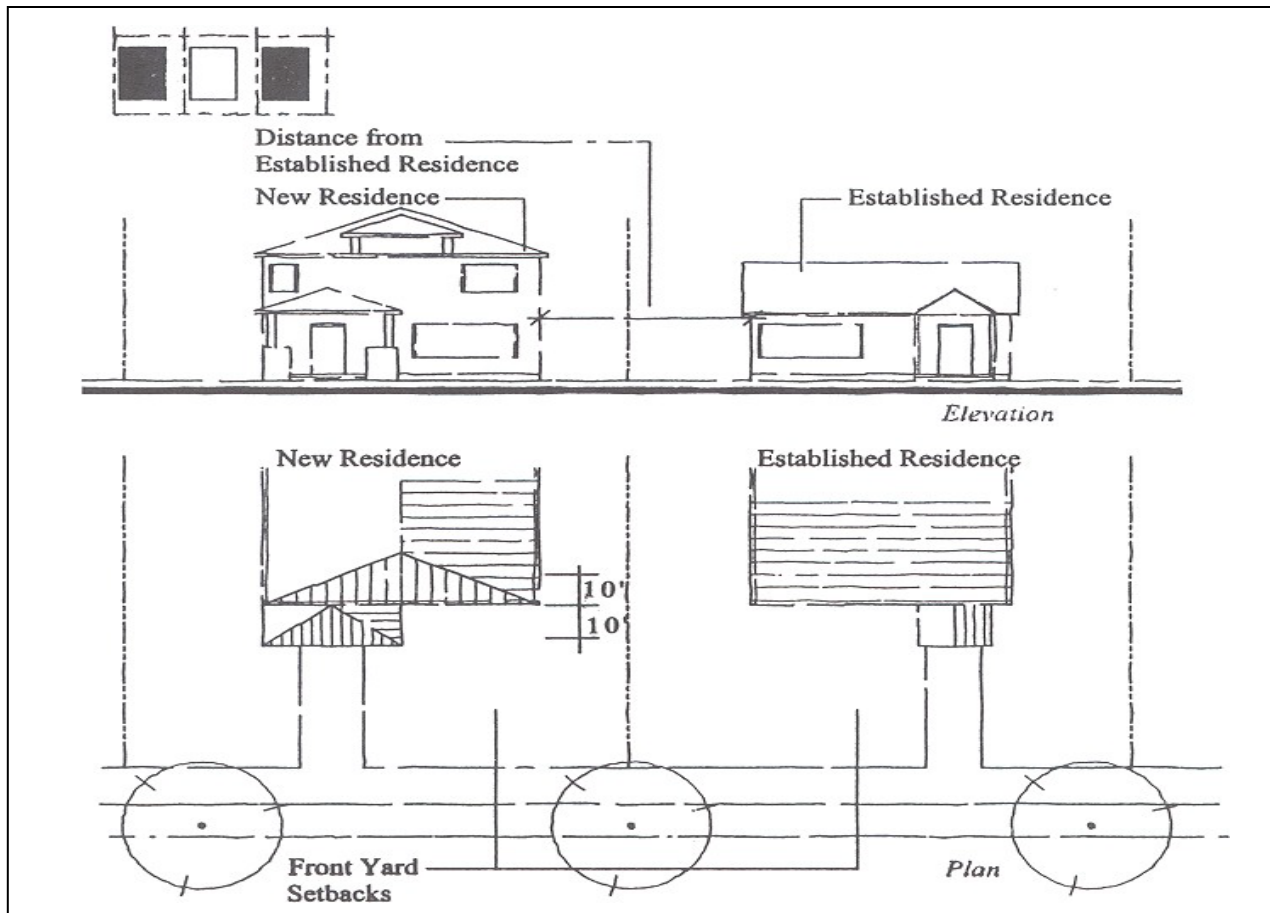 Distance from
Established Residence
New Residence
Established Residence
Elevation
New Residence
Established Residence
10'
10'
Front Yard
Setbacks
Plan